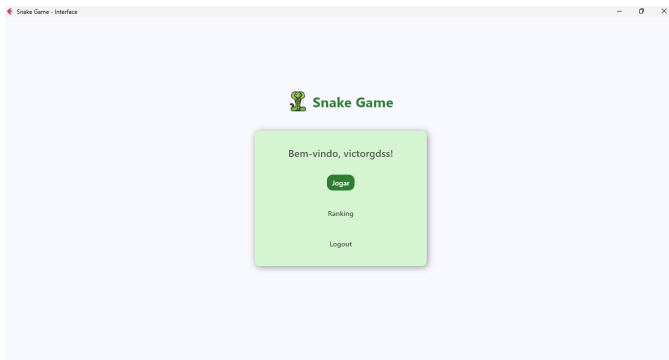 Snake Game - Interface
Snake Game
Bem-vindo, victorgdss!
Jogar
Ranking
Logout